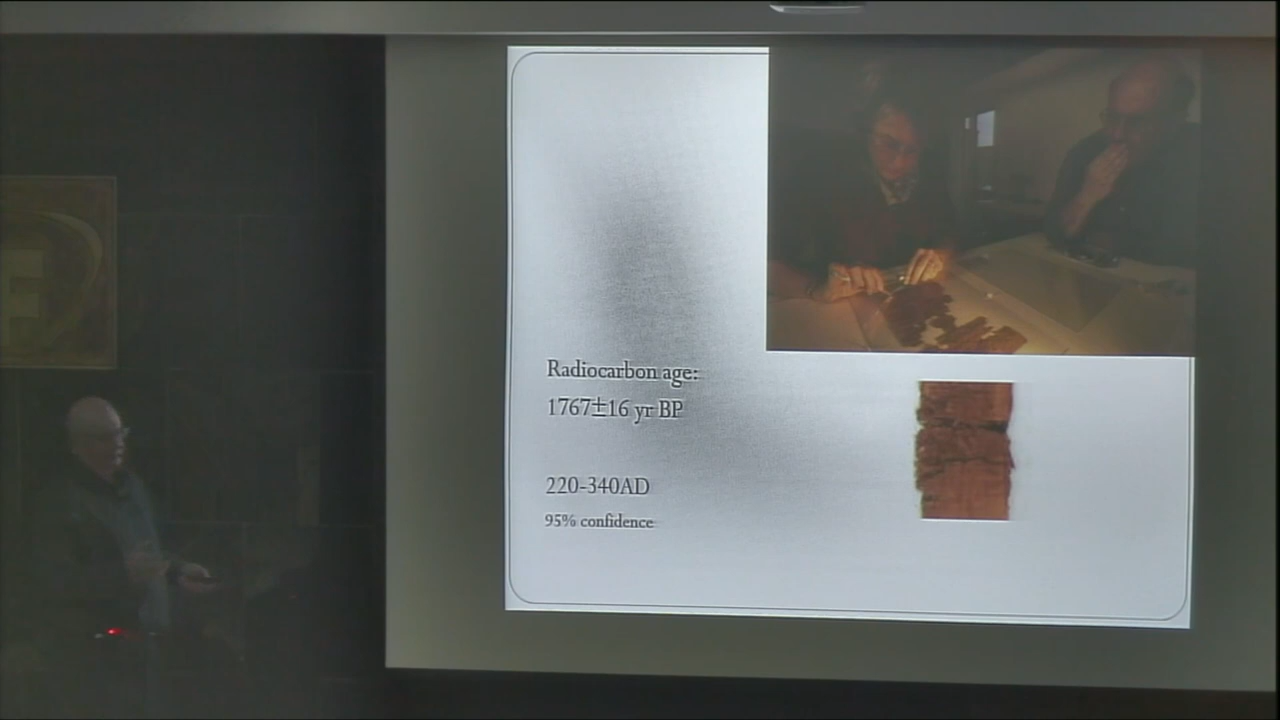 Radiocarbon age:
1767±16 yr BP
220-340AD
95% confidence